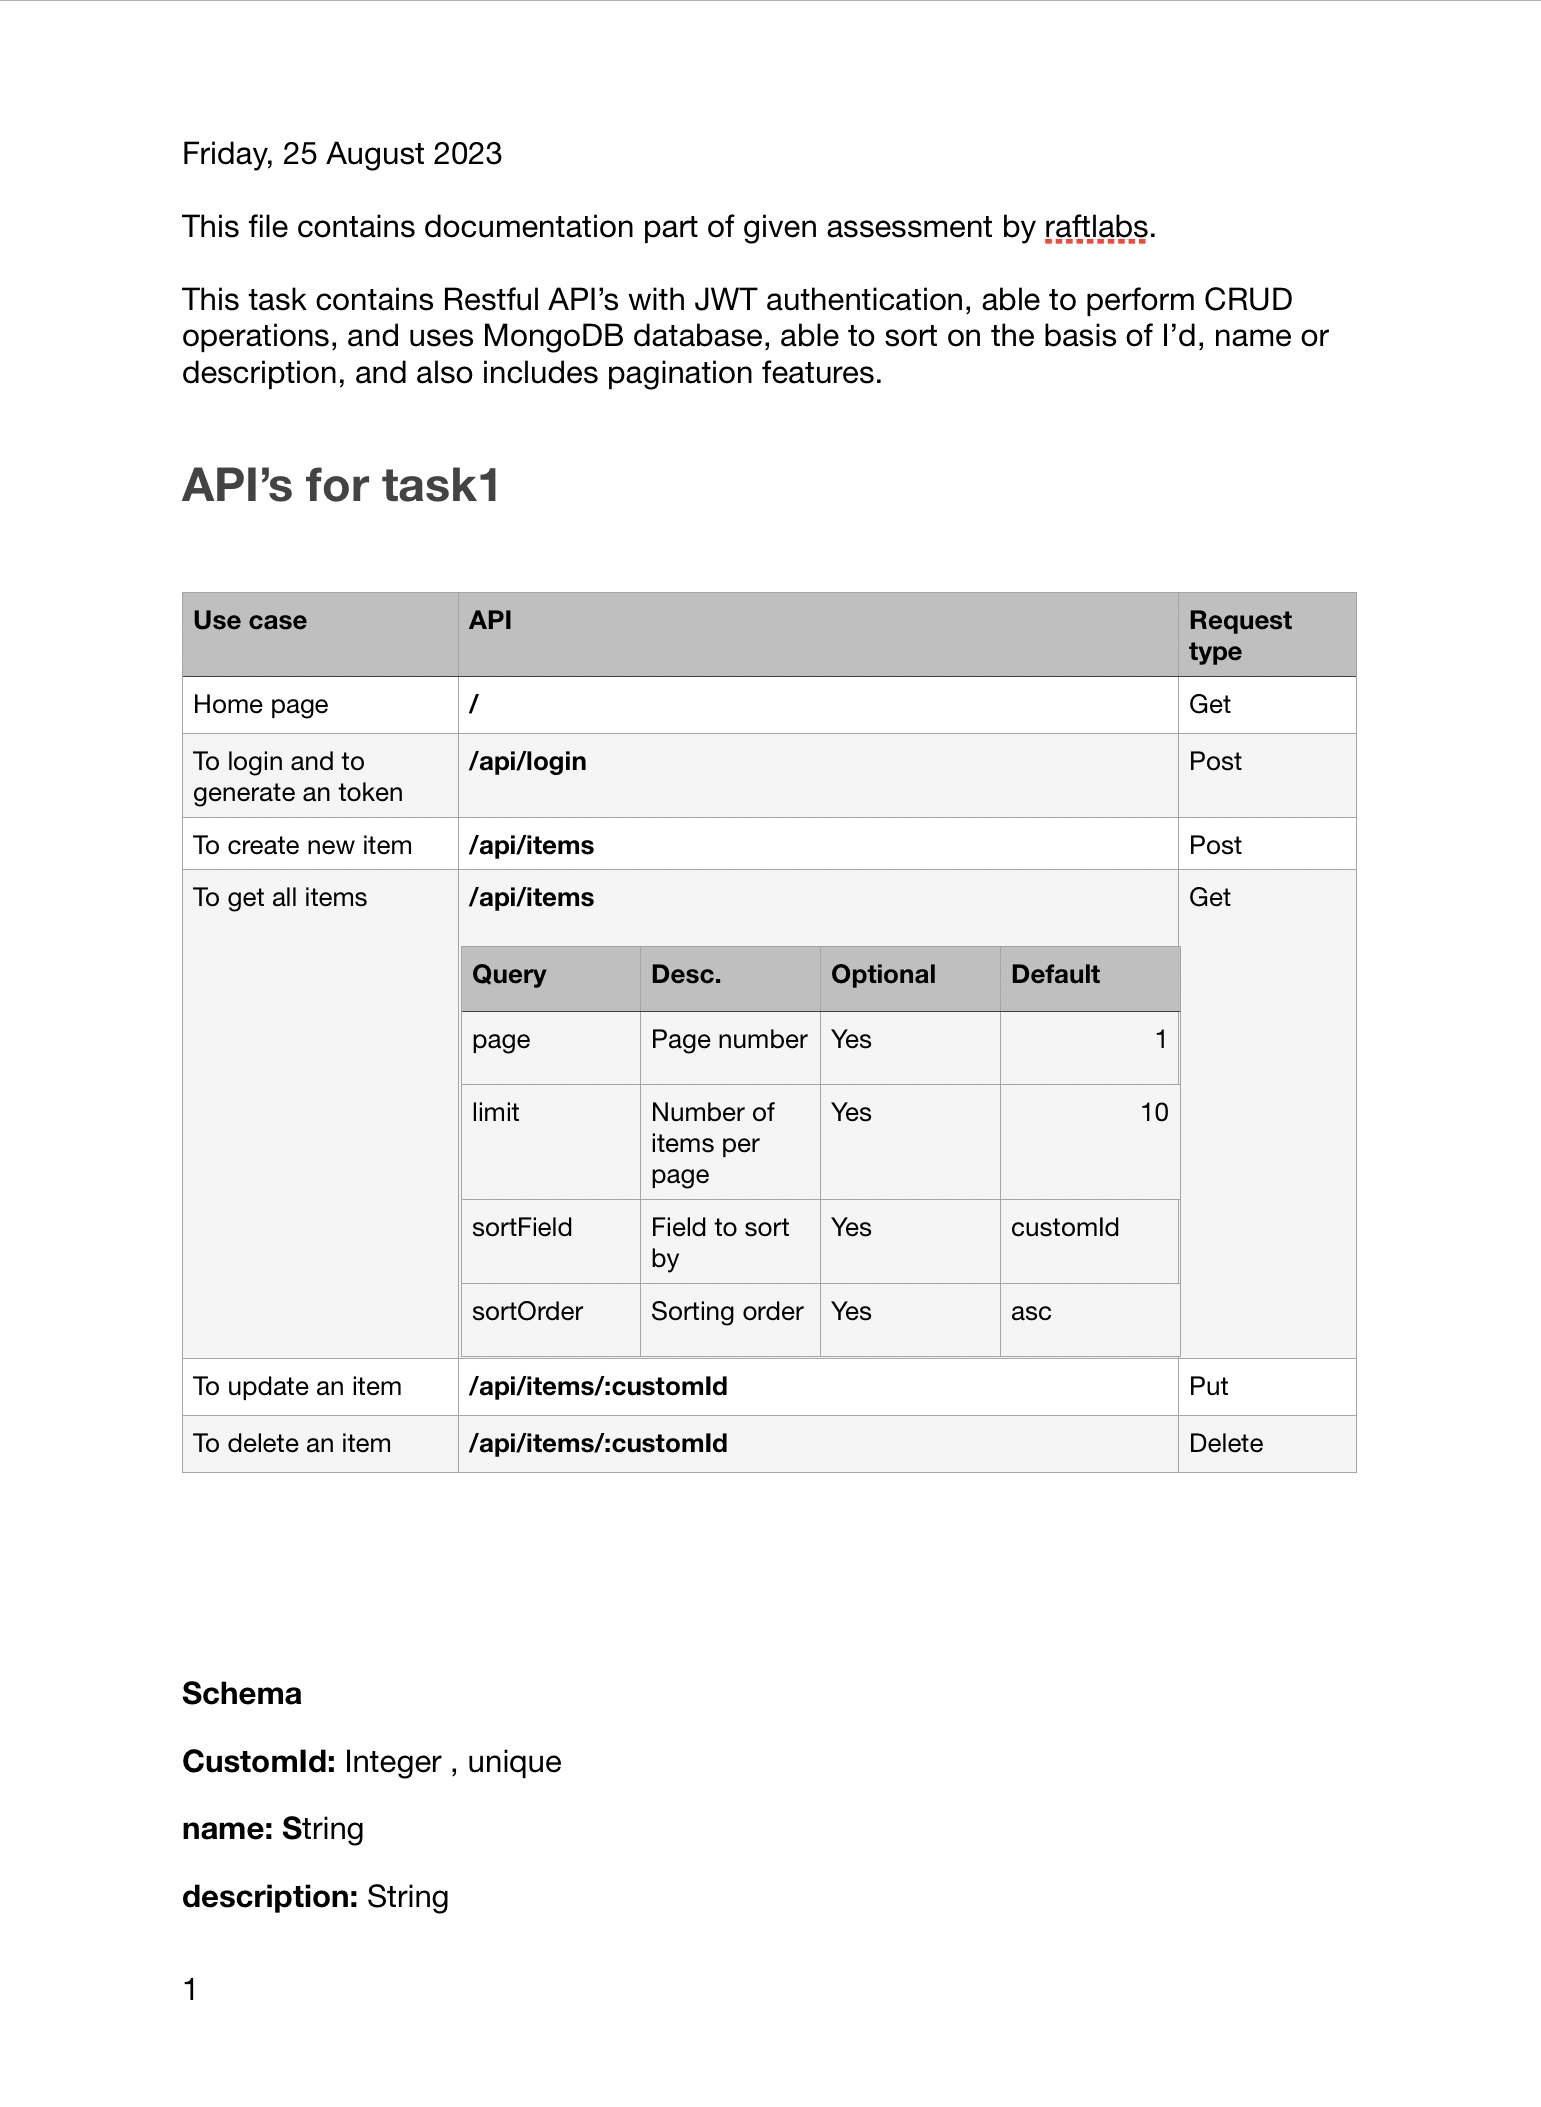 Friday, 25 August 2023
This file contains documentation part of given assessment by raftlabs.
This task contains Restful API’s with JWT authentication, able to perform CRUD
operations, and uses MongoDB database, able to sort on the basis of I’d, name or
description, and also includes pagination features.
API’s for task1
Use case API Request
type
Home page / Get
To login and to /api/login Post
generate an token
To create new item /api/items Post
To get all items /api/items Get
Query Desc. Optional Default
page Page number Yes 1
limit Number of Yes 10
items per
page
sortField Field to sort Yes customId
by
sortOrder Sorting order Yes asc
To update an item /api/items/:customId Put
To delete an item /api/items/:customId Delete
Schema
CustomId: Integer , unique
name: String
description: String
1